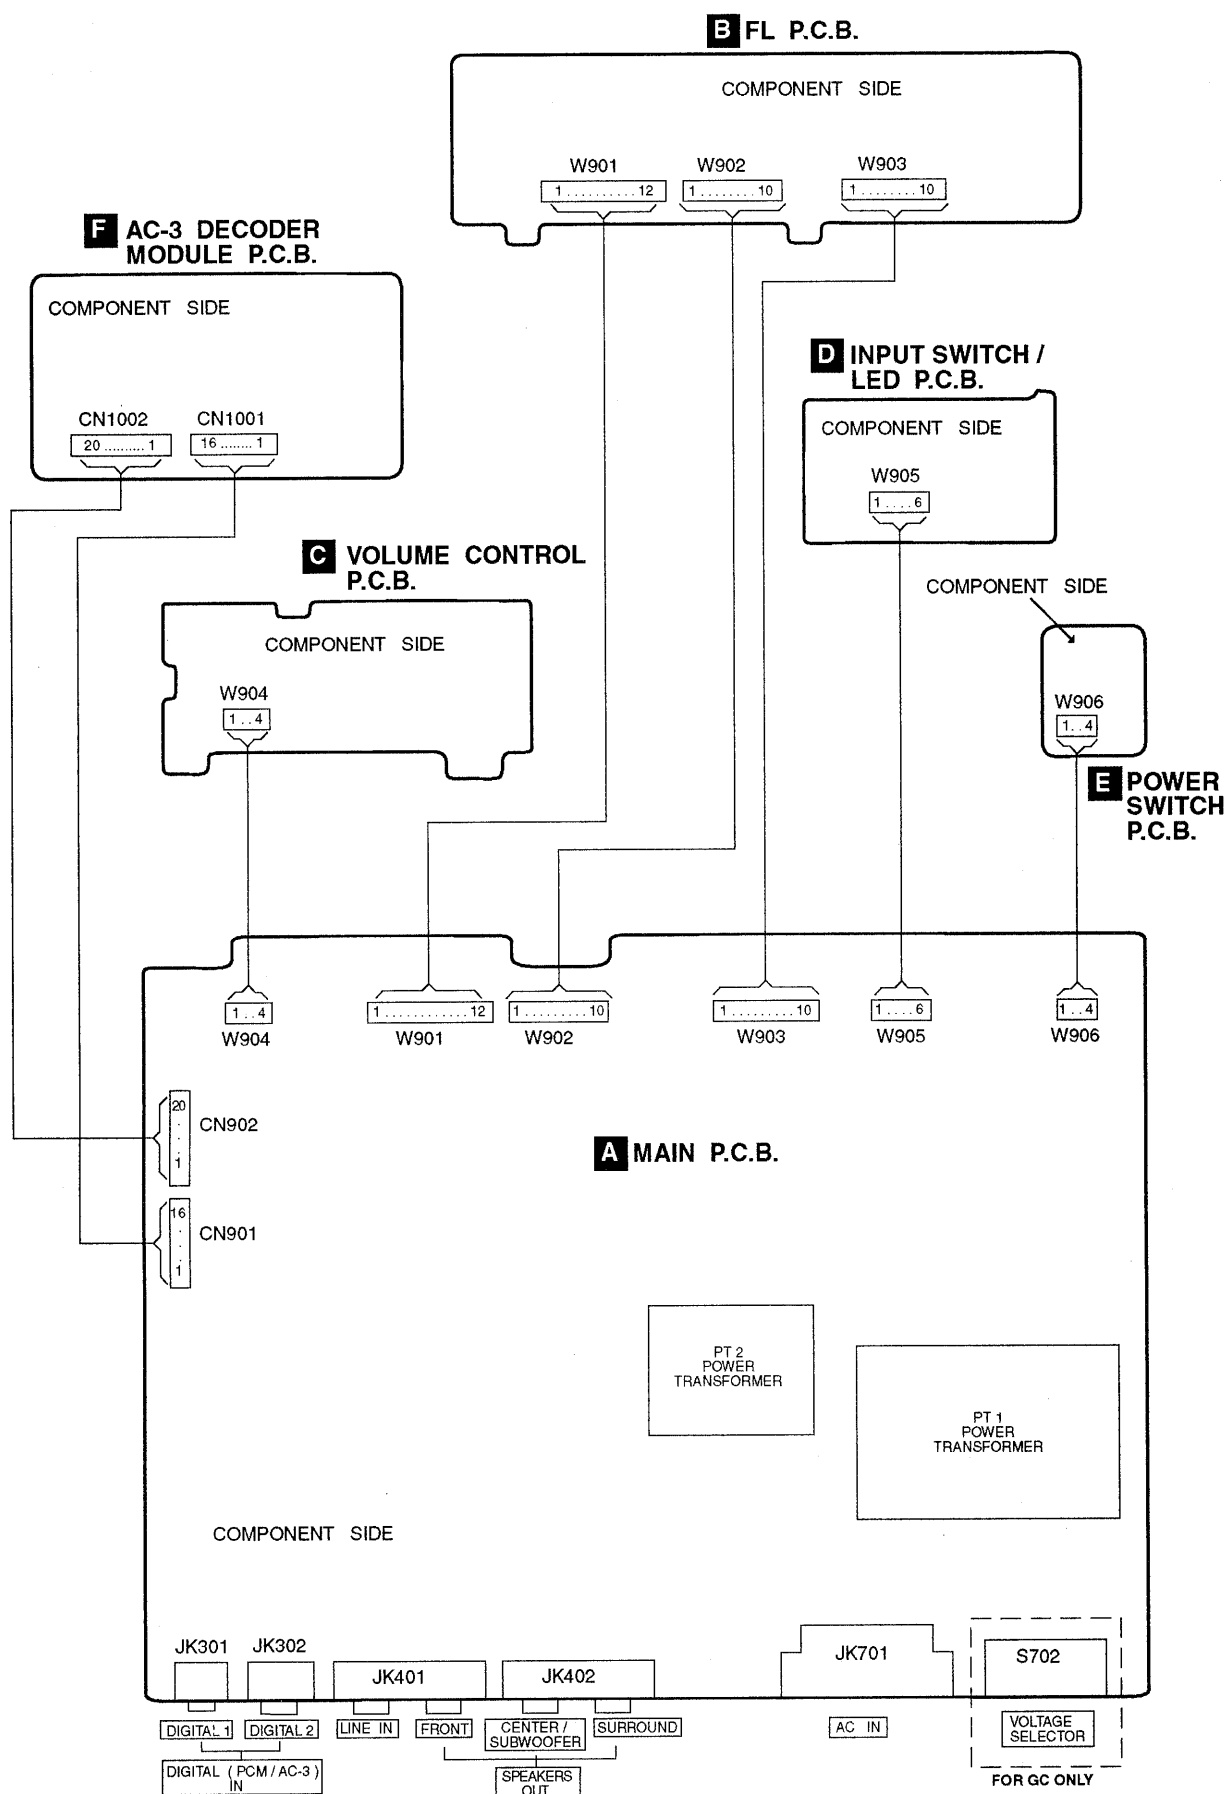 B FL P.C.B.
COMPONENT SIDE
W901
1..........12
W902
1........10
W903
1........10
F AC-3 DECODER
MODULE P.C.B.
COMPONENT SIDE
CN1002
20..........1
CN1001
16........1
D INPUT SWITCH /
LED P.C.B.
COMPONENT SIDE
W905
1....6
C VOLUME CONTROL
P.C.B.
COMPONENT SIDE
W904
1..4
COMPONENT SIDE
W906
1..4
E POWER
SWITCH
P.C.B.
1..4
W904
1............12
W901
1.........10
W902
1.........10
W903
1....6
W905
1..4
W906
20
.
.
.
1
CN902
16
.
.
.
1
CN901
A MAIN P.C.B.
PT 2
POWER
TRANSFORMER
PT 1
POWER
TRANSFORMER
COMPONENT SIDE
JK301
JK302
JK401
JK402
JK701
S702
DIGITAL 1
DIGITAL 2
LINE IN
FRONT
CENTER /
SUBWOOFER
SURROUND
AC IN
VOLTAGE
SELECTOR
DIGITAL ( PCM / AC-3 )
IN
SPEAKERS
OUT
FOR GC ONLY